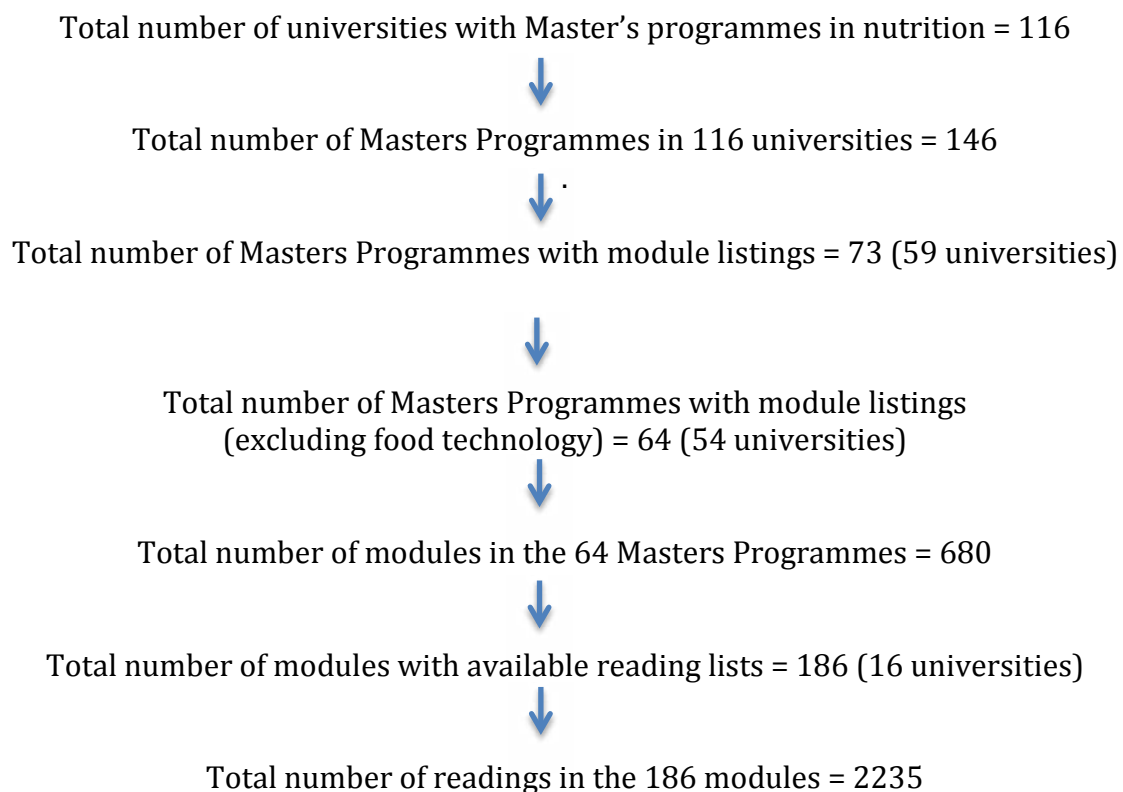 Total number of universities with Master’s programmes in nutrition = 116
Total number of Masters Programmes in 116 universities = 146
.
Total number of Masters Programmes with module listings = 73 (59 universities)
Total number of Masters Programmes with module listings
(excluding food technology) = 64 (54 universities)
Total number of modules in the 64 Masters Programmes = 680
Total number of modules with available reading lists = 186 (16 universities)
Total number of readings in the 186 modules = 2235